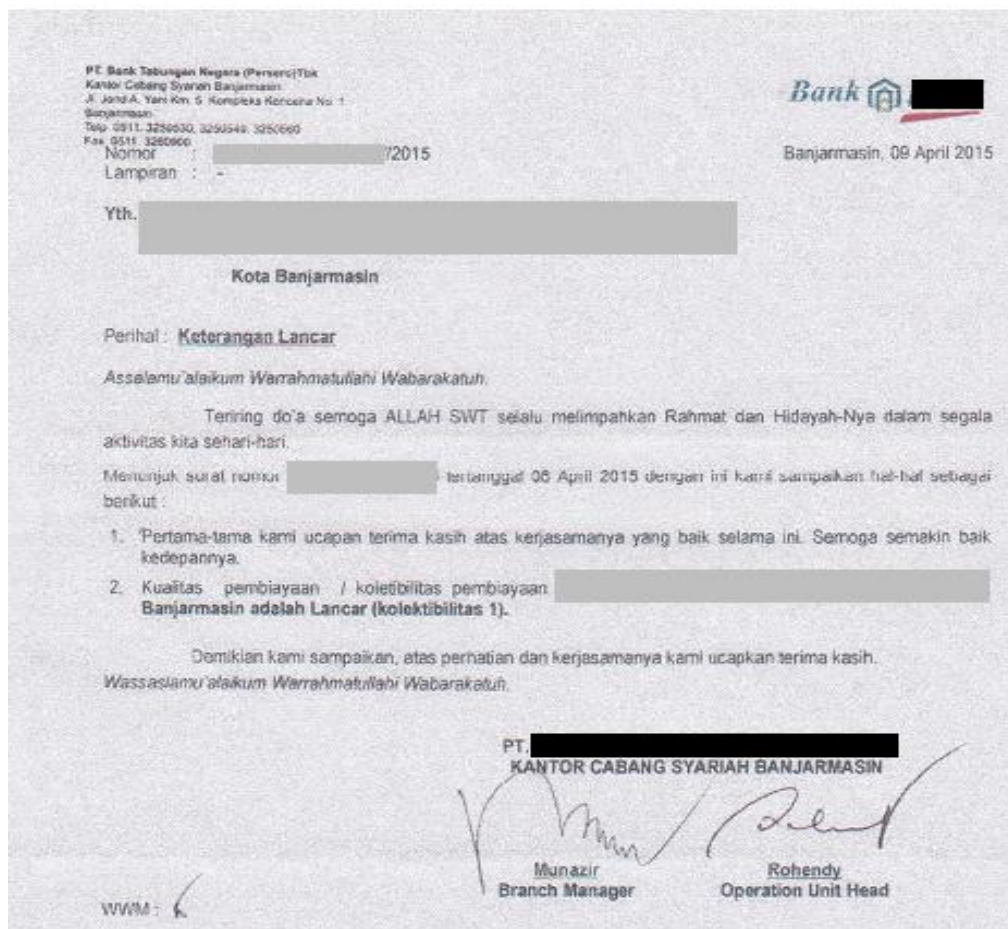 PT. Bank Tabungan Negara (Persero) Tbk
Kantor Cabang Syariah Banjarmasin
Jl. Jend A. Yani Km. 5 Kompleks Kencana No. 1
Banjarmasin
Telp. 0511. 3250530, 3250540, 3250560
Fax. 0511.
Bank
Nomor : /2015
Banjarmasin, 09 April 2015
Lampiran : -
Yth.
Kota Banjarmasin
Perihal : Keterangan Lancar
Assalamu'alaikum Warrahmatullahi Wabarakatuh.
Teriring do'a semoga ALLAH SWT selalu melimpahkan Rahmat dan Hidayah-Nya dalam segala
aktivitas kita sehari-hari.
Menunjuk surat nomor tertanggal 06 April 2015 dengan ini kami sampaikan hal-hal sebagai
berikut :
1. Pertama-tama kami ucapan terima kasih atas kerjasamanya yang baik selama ini. Semoga semakin baik
kedepannya.
2. Kualitas pembiayaan / koletibilitas pembiayaan
Banjarmasin adalah Lancar (kolektibilitas 1).
Demikian kami sampaikan, atas perhatian dan kerjasamanya kami ucapkan terima kasih.
Wassaslamu'alaikum Warrahmatullahi Wabarakatuh.
PT.
KANTOR CABANG SYARIAH BANJARMASIN
Munazir
Branch Manager
Rohendy
Operation Unit Head
WWM :